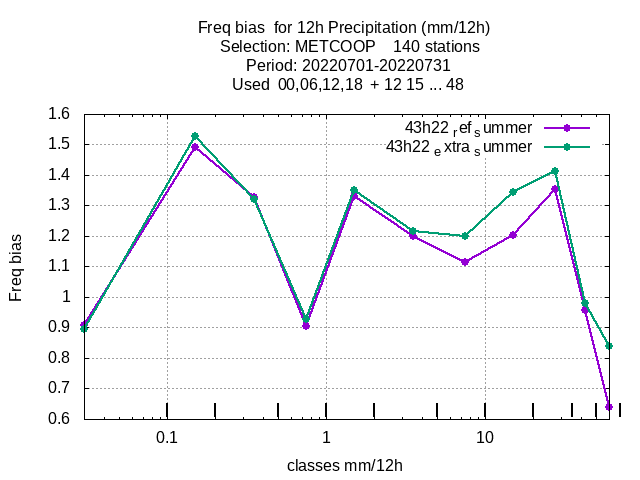 Freq bias  for 12h Precipitation (mm/12h)
Selection: METCOOP    140 stations
Period: 20220701-20220731
Used  00,06,12,18  + 12 15 ... 48
1.6
1.5
1.4
1.3
1.2
1.1
1
0.9
0.8
0.7
0.6
Freq bias
43h22 ref summer
43h22 extra summer
0.1
1
10
classes mm/12h